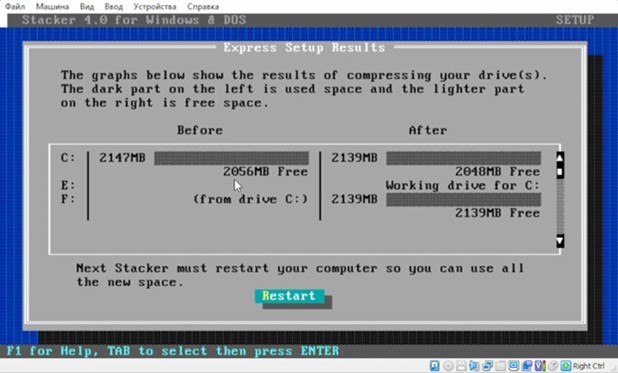 Файл Машина Вид Ввод Устройства Справка
Stacker 4.0 for Windows & DOS SETUP
Express Setup Results
The graphs below show the results of compressing your drive(s).
The dark part on the left is used space and the lighter part
on the right is free space.
Before After
C: 2147MB 2139MB
2056MB Free 2048MB Free
E: Working drive for C:
F: (from drive C:) 2139MB
2139MB Free
Next Stacker must restart your computer so you can use all
the new space.
Restart
F1 for Help, TAB to select then press ENTER
Right Ctrl